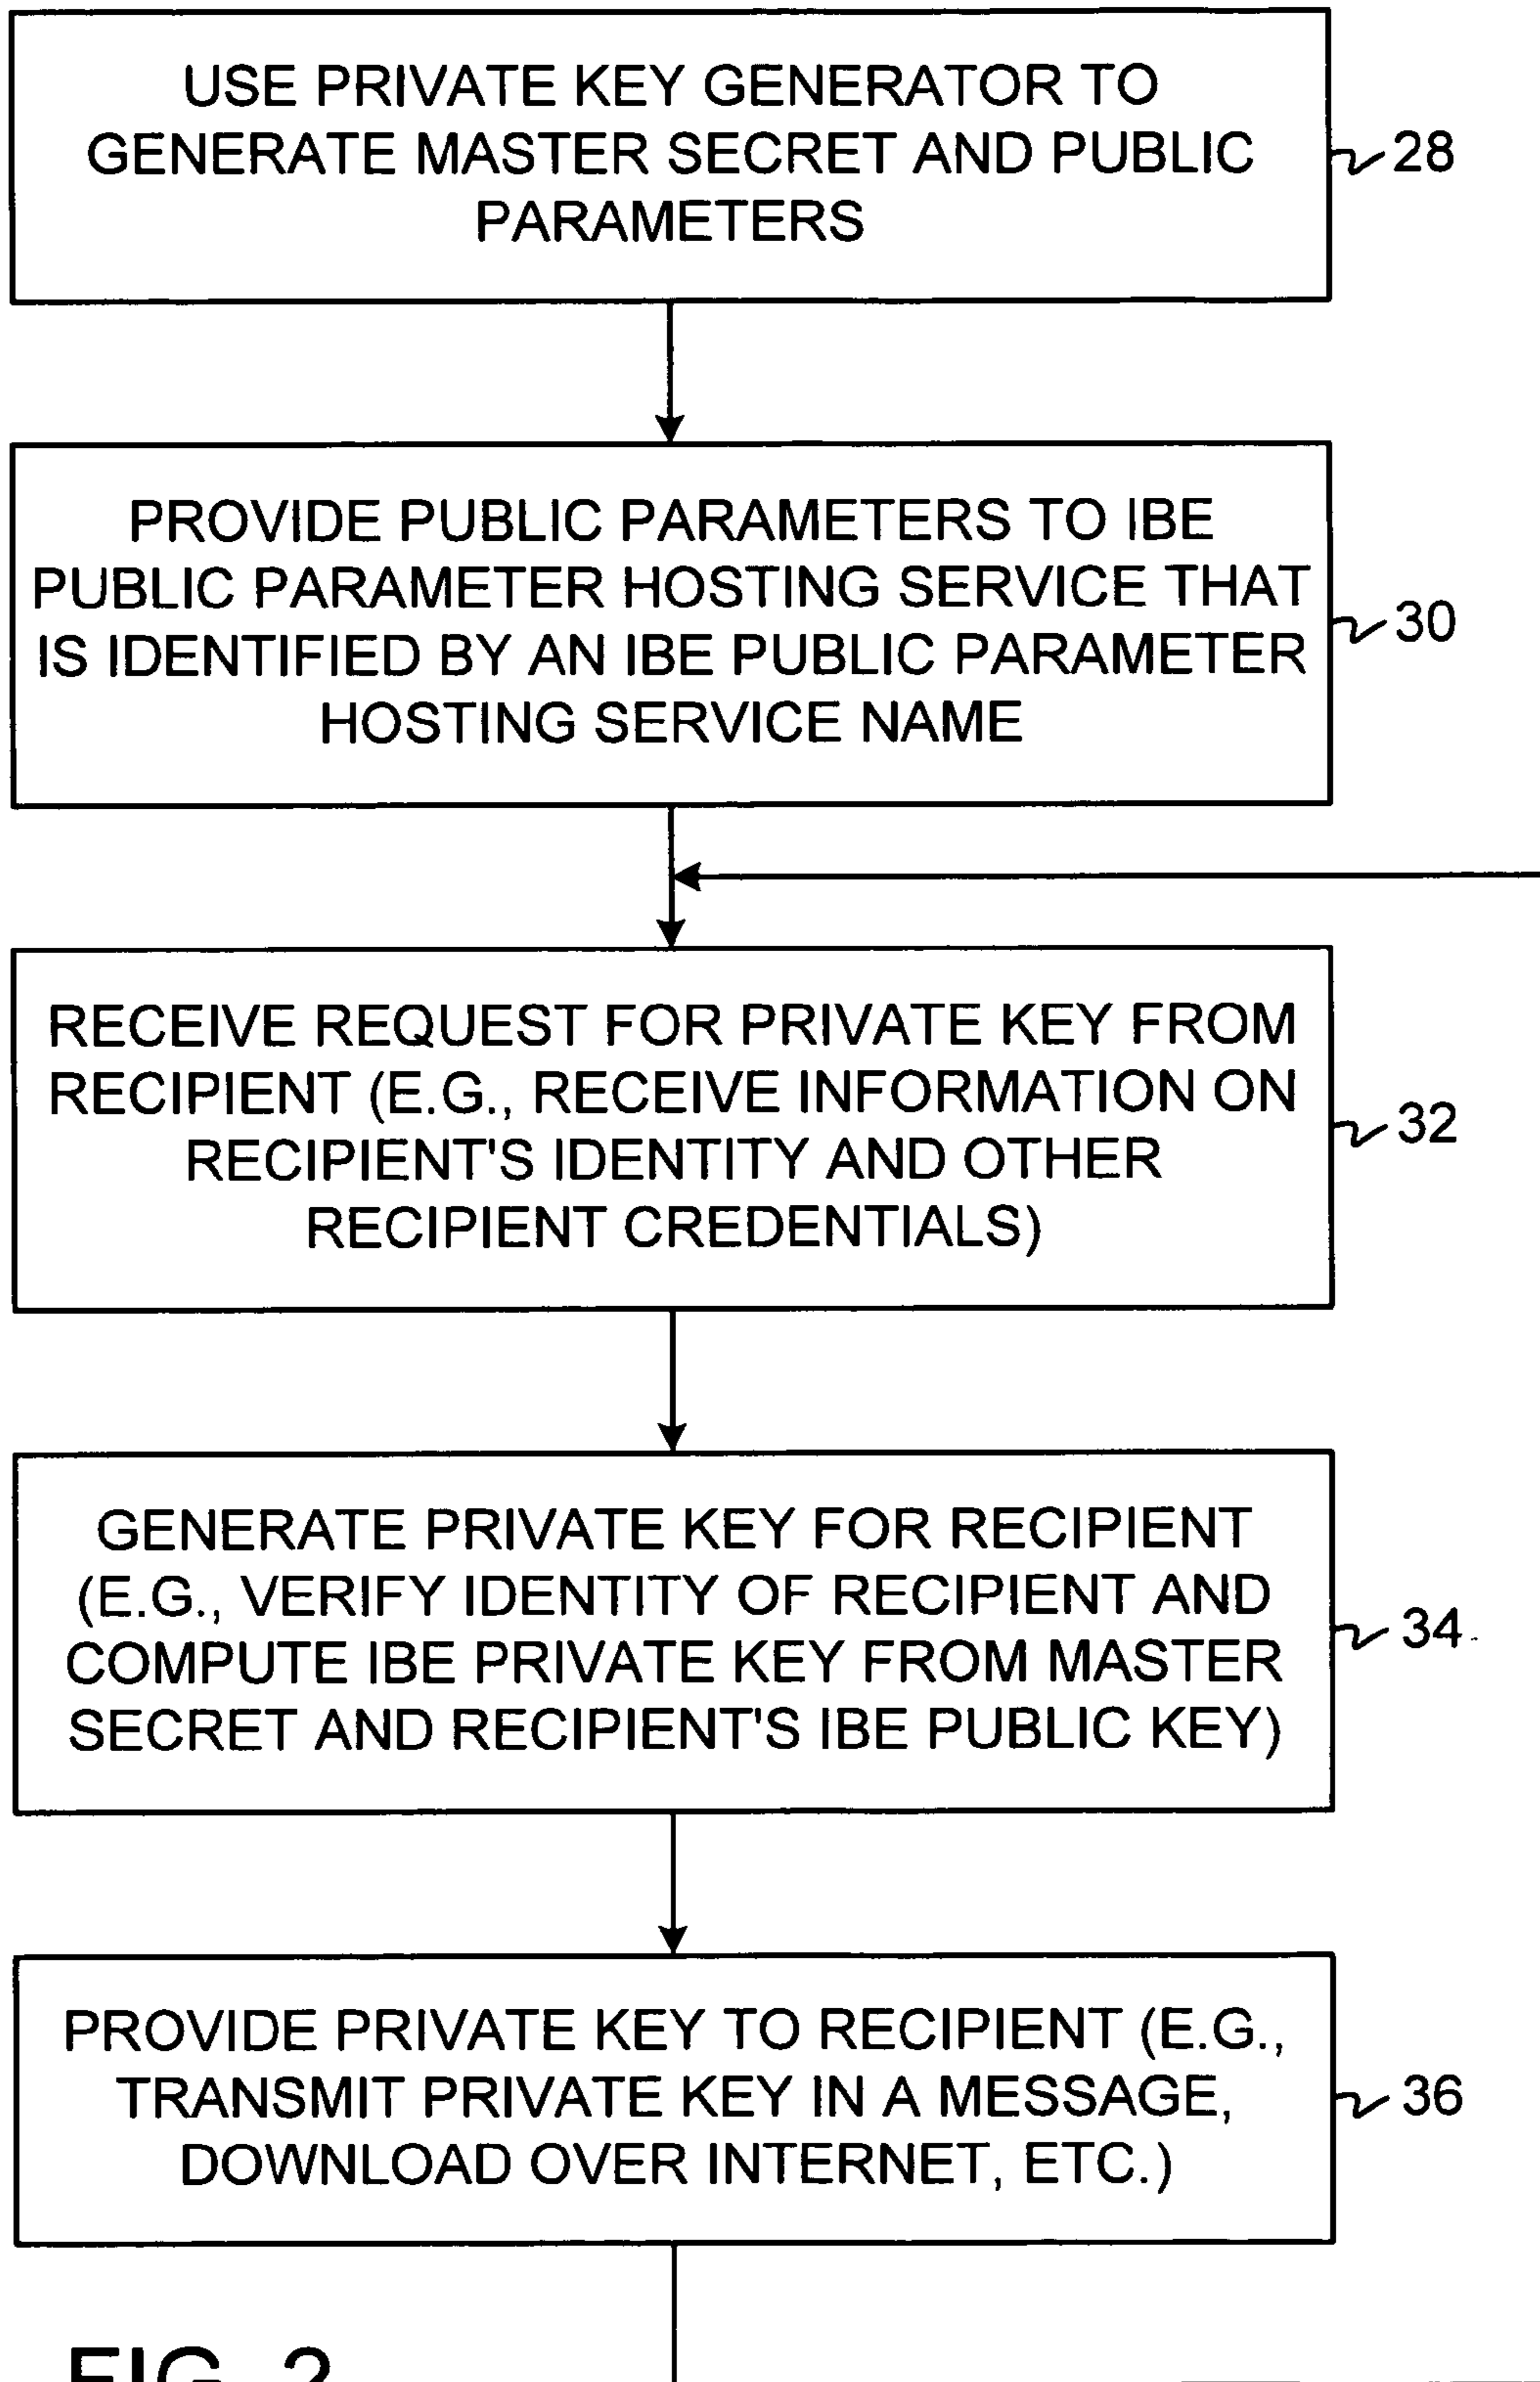 USE PRIVATE KEY GENERATOR TO
GENERATE MASTER SECRET AND PUBLIC
PARAMETERS
28
PROVIDE PUBLIC PARAMETERS TO IBE
PUBLIC PARAMETER HOSTING SERVICE THAT
IS IDENTIFIED BY AN IBE PUBLIC PARAMETER
HOSTING SERVICE NAME
30
RECEIVE REQUEST FOR PRIVATE KEY FROM
RECIPIENT (E.G., RECEIVE INFORMATION ON
RECIPIENT'S IDENTITY AND OTHER
RECIPIENT CREDENTIALS)
32
GENERATE PRIVATE KEY FOR RECIPIENT
(E.G., VERIFY IDENTITY OF RECIPIENT AND
COMPUTE IBE PRIVATE KEY FROM MASTER
SECRET AND RECIPIENT'S IBE PUBLIC KEY)
34
PROVIDE PRIVATE KEY TO RECIPIENT (E.G.,
TRANSMIT PRIVATE KEY IN A MESSAGE,
DOWNLOAD OVER INTERNET, ETC.)
36
FIG. 2